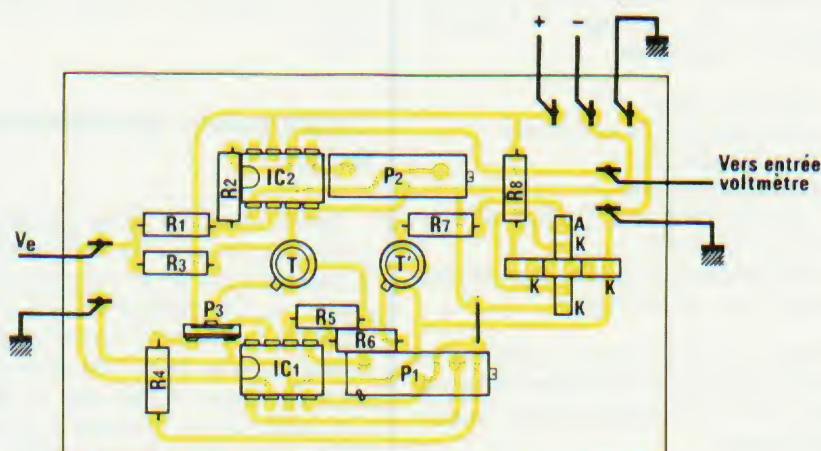 + −
Vers entrée
voltmètre
Ve
R2
IC2
P2
R8
R1
R3
T
T'
R7
A
K
K
K
K
P3
R5
R6
R4
IC1
P1